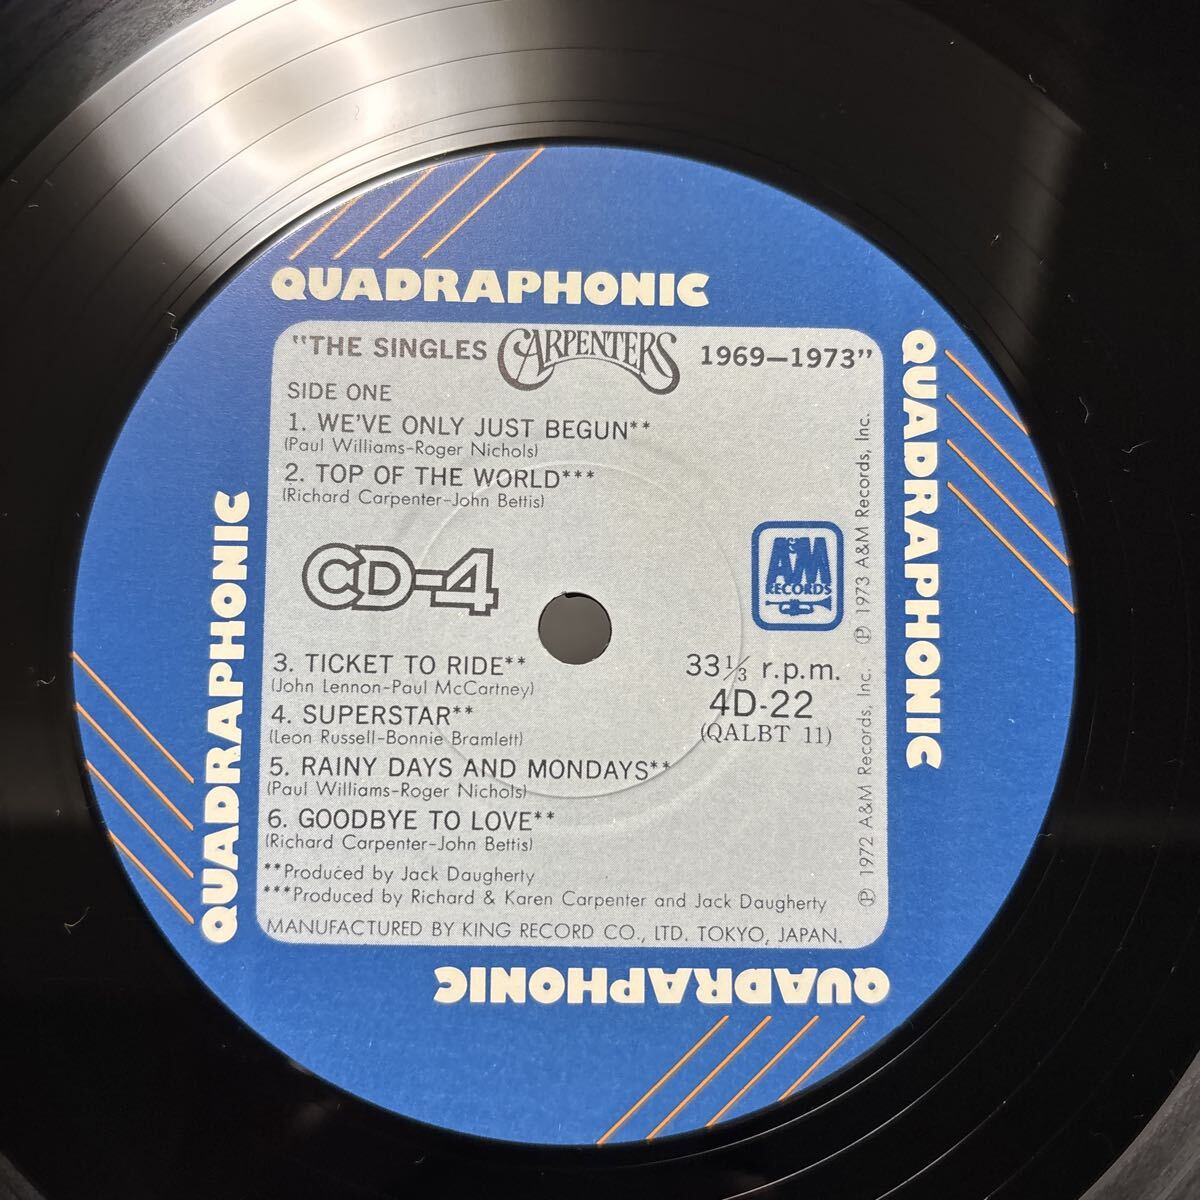 QUADRAPHONIC
"THE SINGLES CARPENTERS 1969–1973"
SIDE ONE
1. WE'VE ONLY JUST BEGUN**
(Paul Williams-Roger Nichols)
2. TOP OF THE WORLD***
(Richard Carpenter-John Bettis)
CD-4
A&M
RECORDS
3. TICKET TO RIDE**
(John Lennon-Paul McCartney)
4. SUPERSTAR**
(Leon Russell-Bonnie Bramlett)
5. RAINY DAYS AND MONDAYS**
(Paul Williams-Roger Nichols)
6. GOODBYE TO LOVE**
(Richard Carpenter-John Bettis)
33 1/3 r.p.m.
4D-22
(QALBT 11)
**Produced by Jack Daugherty
***Produced by Richard & Karen Carpenter and Jack Daugherty
MANUFACTURED BY KING RECORD CO., LTD. TOKYO, JAPAN.
℗ 1972 A&M Records, Inc. ℗ 1973 A&M Records, Inc.
QUADRAPHONIC
QUADRAPHONIC
QUADRAPHONIC